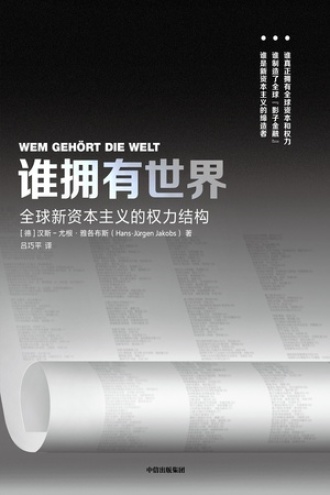 谁真正拥有全球资本和权力
谁制造了全球『影子金融』
谁是新资本主义的缔造者
WEM GEHÖRT DIE WELT
谁拥有世界
全球新资本主义的权力结构
[德]汉斯-尤根·雅各布斯（Hans-Jürgen Jakobs）著
吕巧平 译
中信出版集团